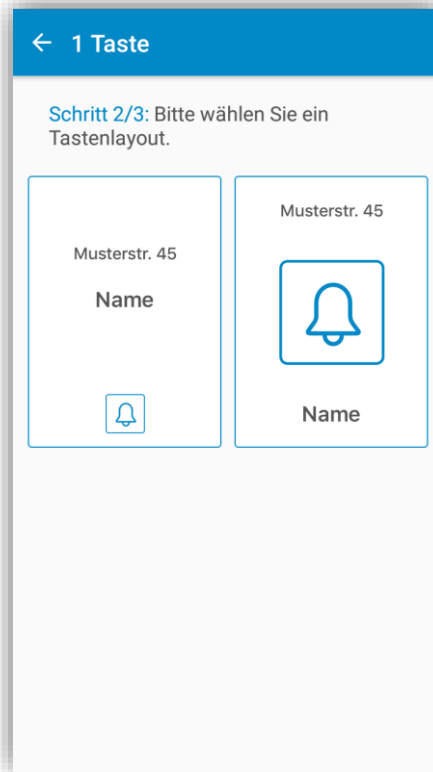 1 Taste
Schritt 2/3: Bitte wählen Sie ein
Tastenlayout.
Musterstr. 45
Name
Musterstr. 45
Name